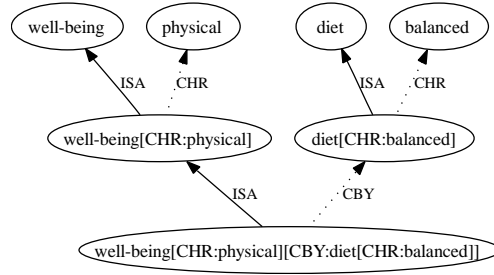 well-being physical diet balanced
ISA CHR ISA CHR
well-being[CHR:physical] diet[CHR:balanced]
ISA CBY
well-being[CHR:physical][CBY:diet[CHR:balanced]]